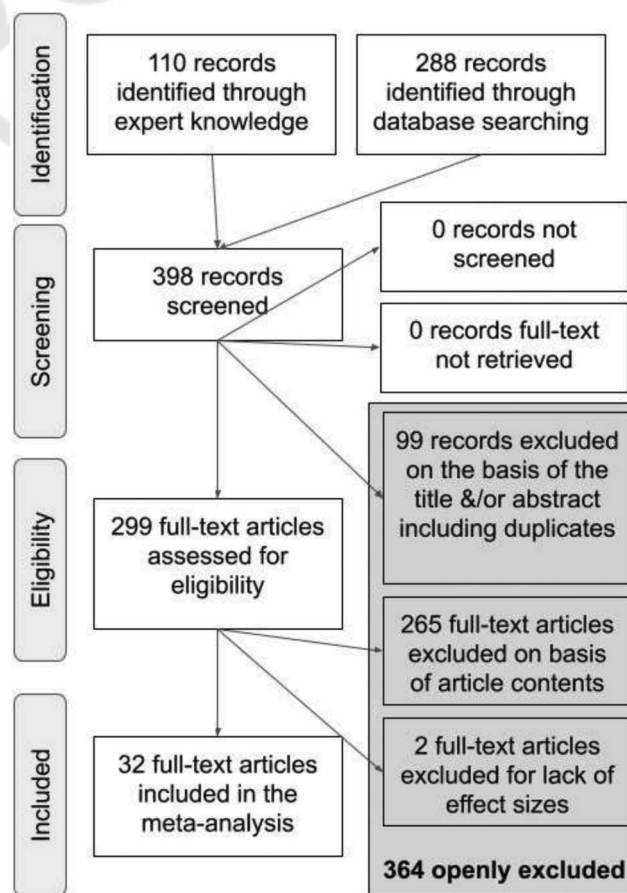 Identification
110 records
identified through
expert knowledge
288 records
identified through
database searching
Screening
398 records
screened
0 records not
screened
0 records full-text
not retrieved
99 records excluded
on the basis of the
title &/or abstract
including duplicates
Eligibility
299 full-text articles
assessed for
eligibility
265 full-text articles
excluded on basis
of article contents
Included
32 full-text articles
included in the
meta-analysis
2 full-text articles
excluded for lack of
effect sizes
364 openly excluded